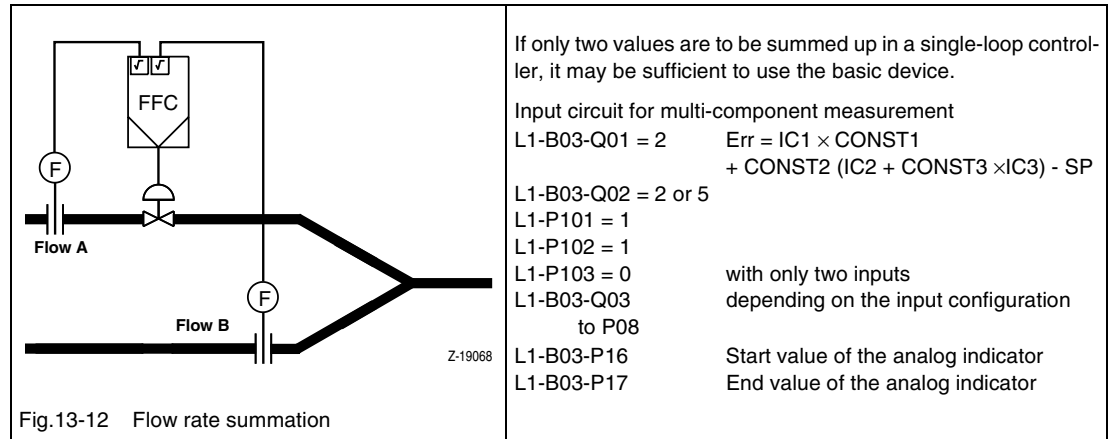 √ √
FFC
F
Flow A
F
Flow B
Z-19068
Fig.13-12 Flow rate summation
If only two values are to be summed up in a single-loop control-
ler, it may be sufficient to use the basic device.
Input circuit for multi-component measurement
L1-B03-Q01 = 2 Err = IC1 × CONST1
+ CONST2 (IC2 + CONST3 ×IC3) - SP
L1-B03-Q02 = 2 or 5
L1-P101 = 1
L1-P102 = 1
L1-P103 = 0 with only two inputs
L1-B03-Q03 depending on the input configuration
to P08
L1-B03-P16 Start value of the analog indicator
L1-B03-P17 End value of the analog indicator